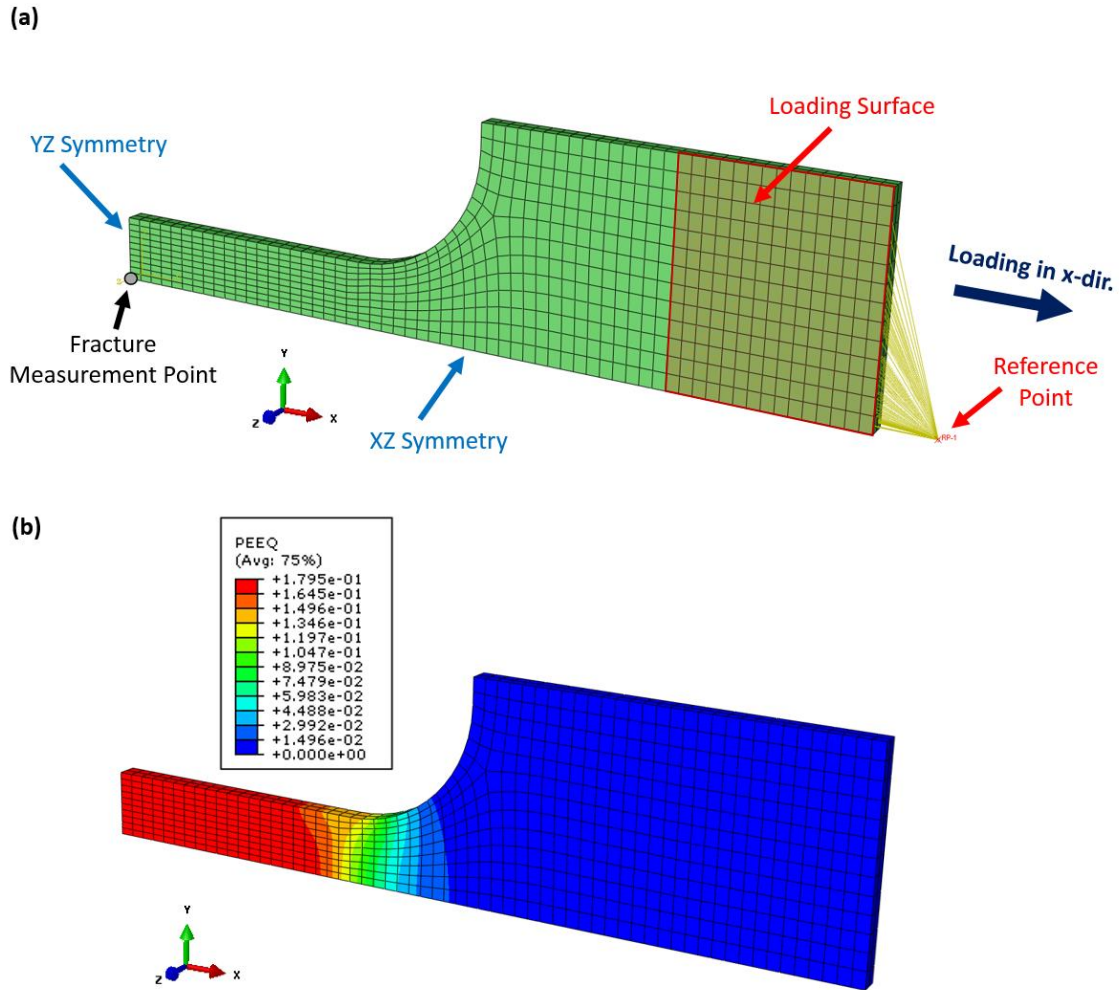 (a)
Loading Surface
YZ Symmetry
Loading in x-dir.
Fracture
Measurement Point
Y
Z
X
XZ Symmetry
Reference
Point
RP-1
(b)
PEEQ
(Avg: 75%)
+1.795e-01
+1.645e-01
+1.496e-01
+1.346e-01
+1.197e-01
+1.047e-01
+8.975e-02
+7.479e-02
+5.983e-02
+4.488e-02
+2.992e-02
+1.496e-02
+0.000e+00
Y
Z
X